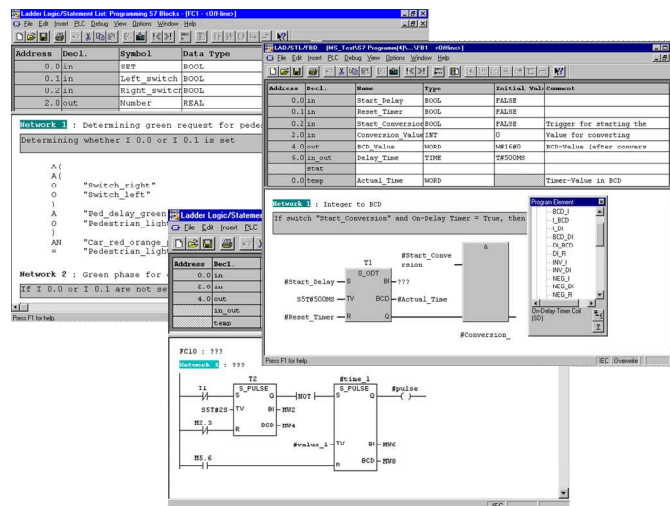 Ladder Logic/Statement List: Programming S7 Blocks - [FC1 - <Off-line>]
File Edit Insert PLC Debug View Options Window Help
Address Decl. Symbol Data Type
0.0 in SET BOOL
0.1 in Left_switch BOOL
0.2 in Right_switch BOOL
2.0 out Number REAL
Network 1 : Determining green request for pede
Determining whether I 0.0 or I 0.1 is set
A(
A(
O "Switch_right"
O "Switch_left"
)
A "Ped_delay_green
O "Pedestrian_light
)
AN "Car_red_orange_
= "Pedestrian_light
Network 2 : Green phase for
If I 0.0 or I 0.1 are not se
Press F1 for help.
LAD/STL/FBD - [MS_Test\S7 Programm(4)\...\FB1 <Offline>]
File Edit Insert PLC Debug View Options Window Help
Address Decl. Name Type Initial Val Comment
0.0 in Start_Delay BOOL FALSE
0.1 in Reset_Timer BOOL FALSE
0.2 in Start_Conversion BOOL FALSE Trigger for starting the
2.0 in Conversion_Value INT 0 Value for converting
4.0 out BCD_Value WORD W#16#0 BCD-Value (after convers
6.0 in_out Delay_Time TIME T#500MS
stat
0.0 temp Actual_Time WORD Timer-Value in BCD
Network 1 : Integer to BCD
If switch "Start_Conversion" and On-Delay Timer = True, then
T1
S_ODT
#Start_Delay S BI ???
S5T#500MS TV BCD #Actual_Time
#Reset_Timer R Q
#Start_Conve
rsion
&
#Conversion_
Program Element
BCD_I
I_BCD
I_DI
BCD_DI
DI_BCD
DI_R
INV_I
INV_DI
NEG_I
NEG_DI
NEG_R
On-Delay Timer Coil
(SD)
Press F1 for help.
IEC Overwrite
Ladder Logic/Statement
File Edit Insert PLC
Address Decl.
0.0 in
2.0 in
4.0 out
in_out
temp
FC10 : ???
Network 1 : ???
T1 T2 #time_1 #pulse
S_PULSE S_PULSE
S Q NOT S Q ( )
S5T#2S TV BI MW2
M2.3 R BCD MW4
#value_1 TV BI MW6
M5.6 R BCD MW8
IEC